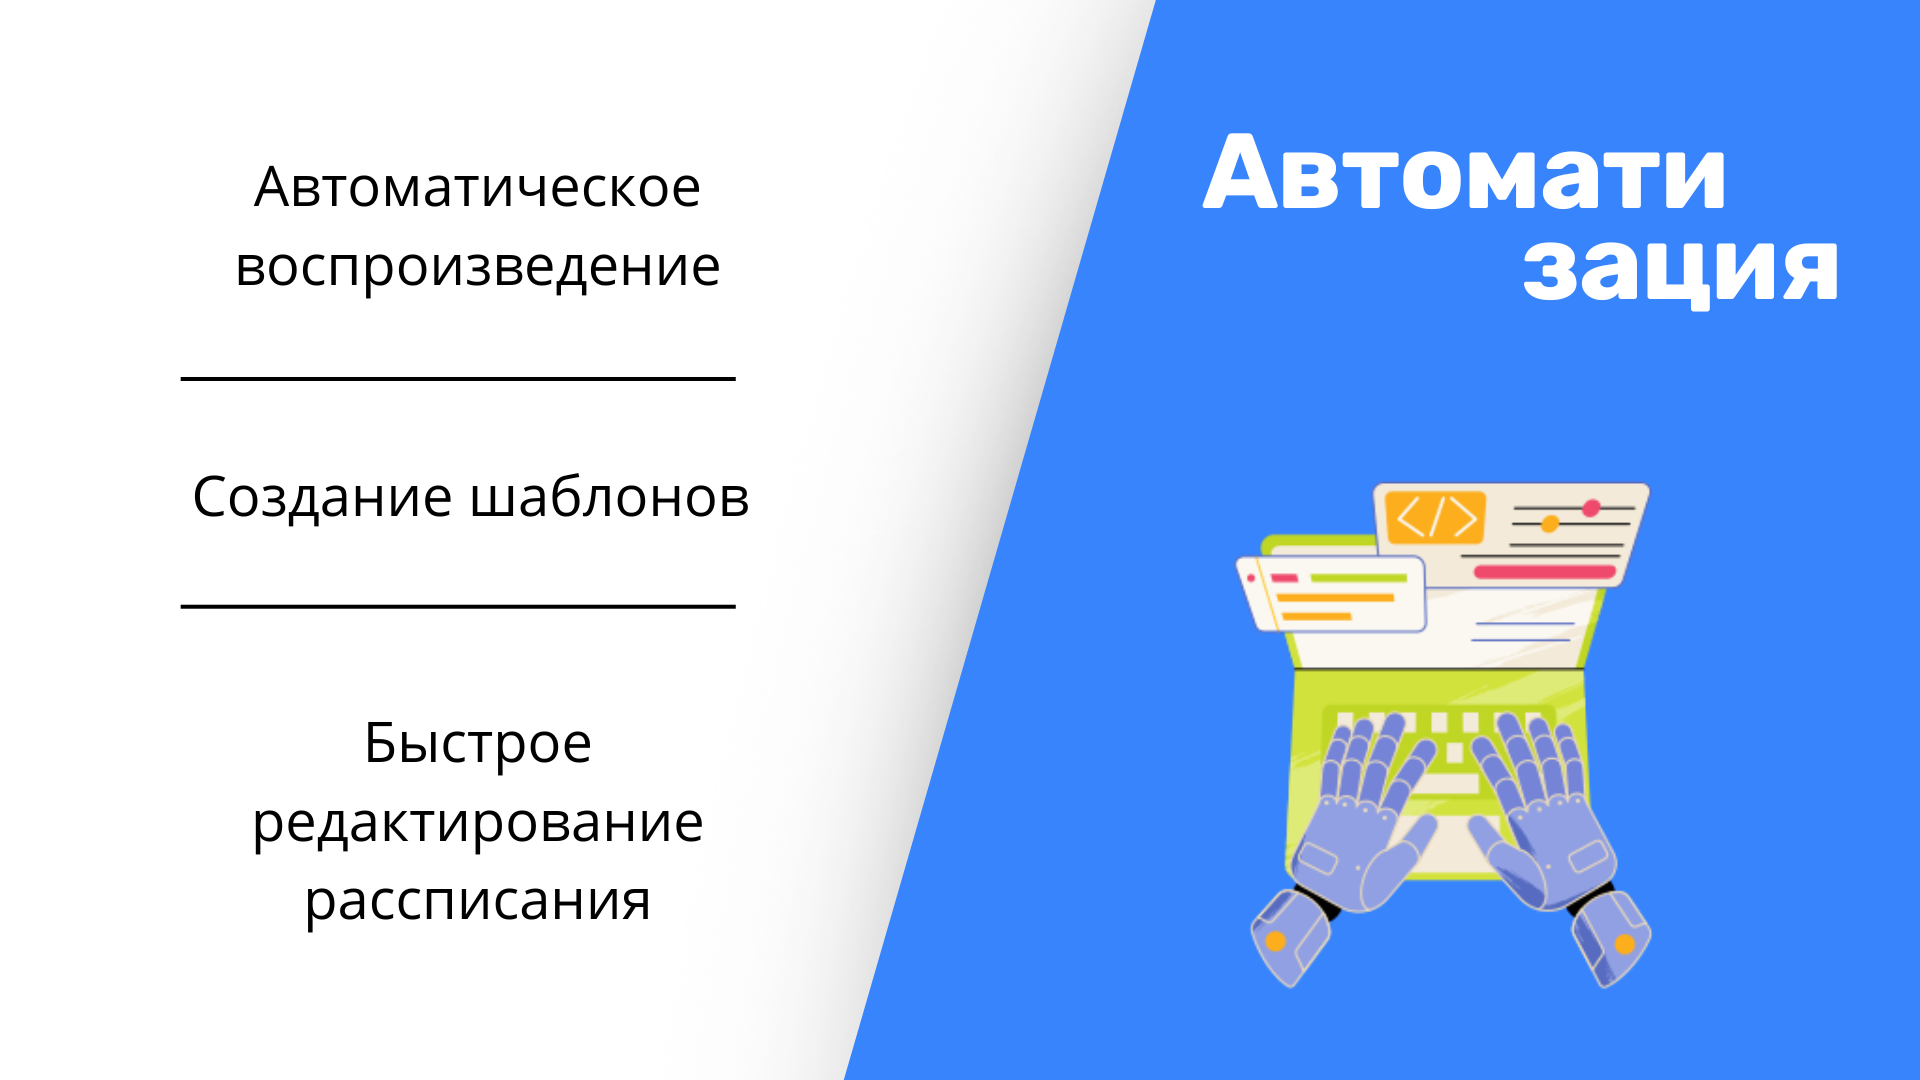 Автоматическое
воспроизведение
Создание шаблонов
Быстрое
редактирование
рассписания
Автомати
зация
</>